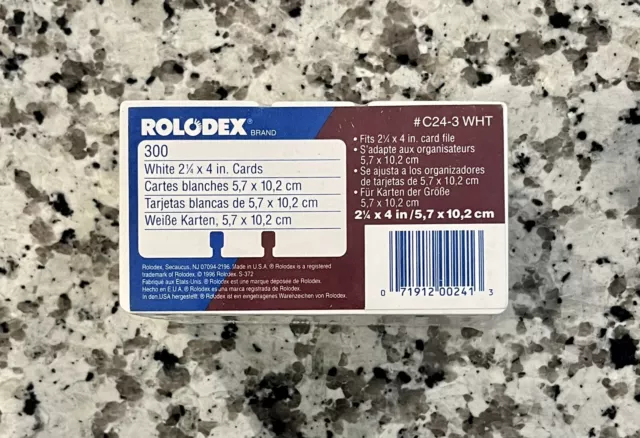 ROLODEX® BRAND
#C24-3 WHT
300
White 2¼ x 4 in. Cards
Cartes blanches 5,7 x 10,2 cm
Tarjetas blancas de 5,7 x 10,2 cm
Weiße Karten, 5,7 x 10,2 cm
• Fits 2¼ x 4 in. card file
• S'adapte aux organisateurs
5,7 x 10,2 cm
• Se ajusta a los organizadores
de tarjetas de 5,7 x 10,2 cm
• Für Karten der Größe
5,7 x 10,2 cm
2¼ x 4 in/5,7 x 10,2 cm
Rolodex, Secaucus, NJ 07094-2196. Made in U.S.A. ® Rolodex is a registered
trademark of Rolodex. © 1996 Rolodex. S-372
Fabriqué aux États-Unis. ® Rolodex est une marque déposée de Rolodex.
Hecho en E.U.A. ® Rolodex es una marca registrada de Rolodex.
In den USA hergestellt. ® Rolodex ist ein eingetragenes Warenzeichen von Rolodex.
0 71912 00241 3